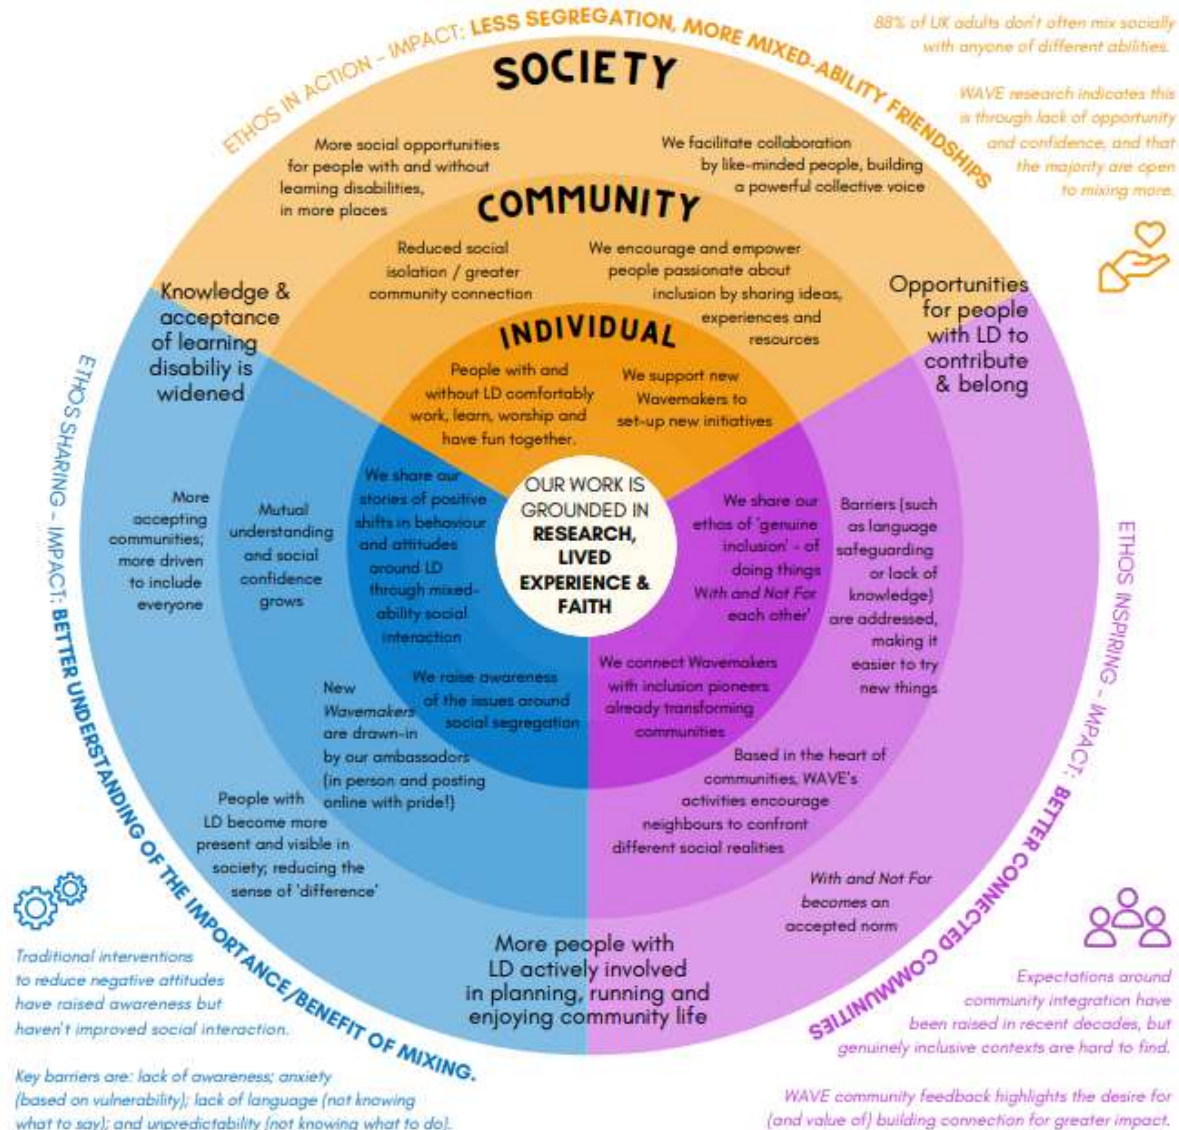 ETHOS IN ACTION - IMPACT: LESS SEGREGATION, MORE MIXED-ABILITY FRIENDSHIPS
88% of UK adults don't often mix socially
with anyone of different abilities.
WAVE research indicates this
is through lack of opportunity
and confidence, and that
the majority are open
to mixing more.
SOCIETY
More social opportunities
for people with and without
learning disabilities,
in more places
We facilitate collaboration
by like-minded people, building
a powerful collective voice
COMMUNITY
Reduced social
isolation / greater
community connection
We encourage and empower
people passionate about
inclusion by sharing ideas,
experiences and
resources
INDIVIDUAL
People with and
without LD comfortably
work, learn, worship and
have fun together.
We support new
Wavemakers to
set-up new initiatives
Knowledge &
acceptance
of learning
disabiliy is
widened
Opportunities
for people
with LD to
contribute
& belong
OUR WORK IS
GROUNDED IN
RESEARCH,
LIVED
EXPERIENCE &
FAITH
ETHOS SHARING - IMPACT: BETTER UNDERSTANDING OF THE IMPORTANCE/BENEFIT OF MIXING.
More
accepting
communities;
more driven
to include
everyone
Mutual
understanding
and social
confidence
grows
We share our
stories of positive
shifts in behaviour
and attitudes
around LD
through mixed-
ability social
interaction
We raise awareness
of the issues around
social segregation
New
Wavemakers
are drawn-in
by our ambassadors
(in person and posting
online with pride!)
People with
LD become more
present and visible in
society; reducing the
sense of 'difference'
We share our
ethos of 'genuine
inclusion' - of
doing things
With and Not For
each other'
Barriers (such
as language
safeguarding
or lack of
knowledge)
are addressed,
making it
easier to try
new things
We connect Wavemakers
with inclusion pioneers
already transforming
communities
Based in the heart of
communities, WAVE's
activities encourage
neighbours to confront
different social realities
With and Not For
becomes an
accepted norm
More people with
LD actively involved
in planning, running and
enjoying community life
ETHOS INSPIRING - IMPACT: BETTER CONNECTED COMMUNITIES
Traditional interventions
to reduce negative attitudes
have raised awareness but
haven't improved social interaction.
Key barriers are: lack of awareness; anxiety
(based on vulnerability); lack of language (not knowing
what to say); and unpredictability (not knowing what to do).
Expectations around
community integration have
been raised in recent decades, but
genuinely inclusive contexts are hard to find.
WAVE community feedback highlights the desire for
(and value of) building connection for greater impact.